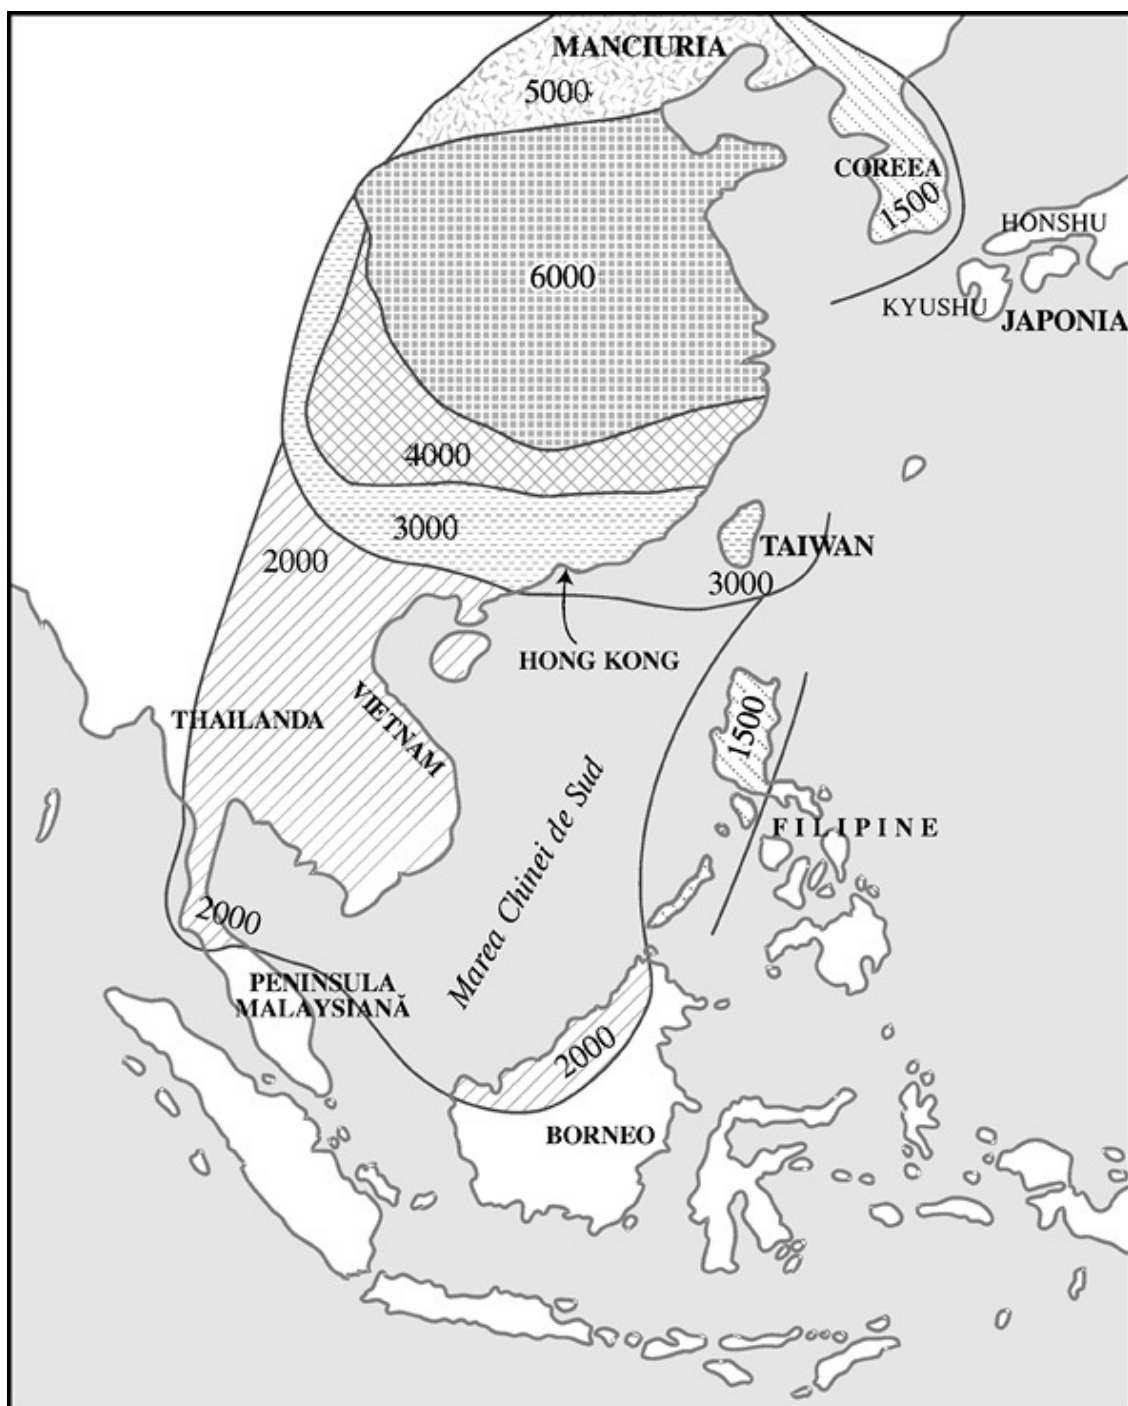 MANCIURIA
5000
COREEA
1500
HONSHU
6000
KYUSHU
JAPONIA
4000
3000
2000
TAIWAN
3000
HONG KONG
THAILANDA
VIETNAM
1500
Marea Chinei de Sud
FILIPINE
2000
PENINSULA
MALAYSIANĂ
2000
BORNEO